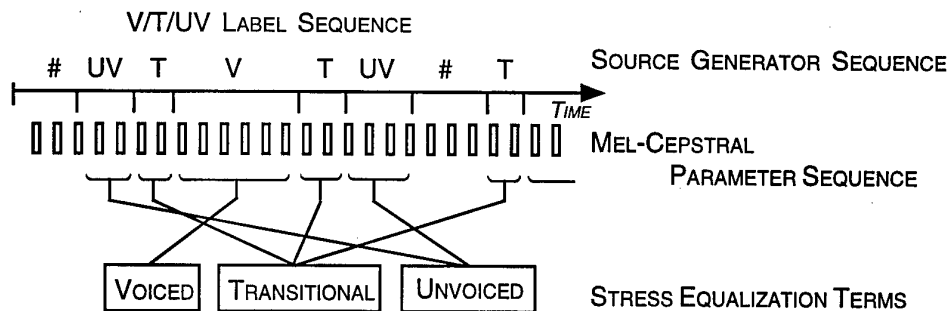 V/T/UV LABEL SEQUENCE
# UV T V T UV # T SOURCE GENERATOR SEQUENCE
TIME
MEL-CEPSTRAL
PARAMETER SEQUENCE
VOICED TRANSITIONAL UNVOICED STRESS EQUALIZATION TERMS